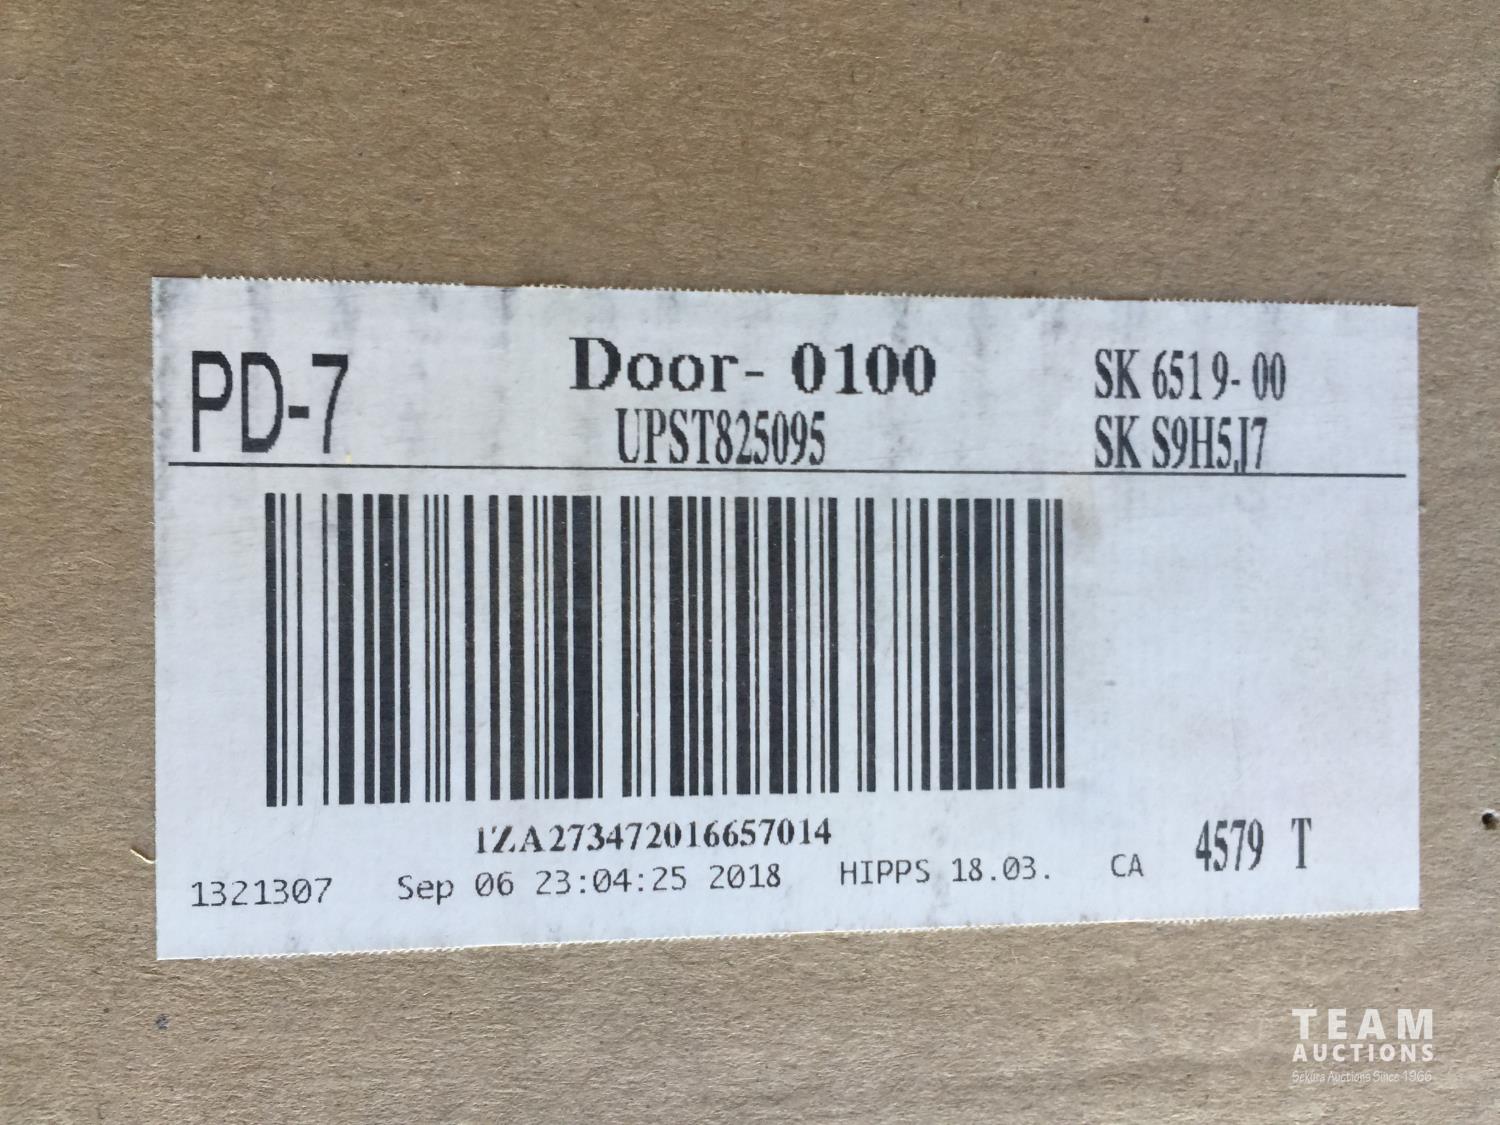 PD-7 Door- 0100 SK 6519-00
UPST825095 SK S9H5J7
1ZA273472016657014
1321307 Sep 06 23:04:25 2018 HIPPS 18.03. CA 4579 T
TEAM
AUCTIONS
Sekura Auctions Since 1966